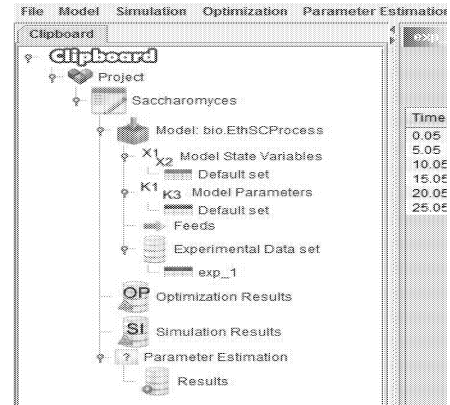 File Model Simulation Optimization Parameter Estimation
Clipboard
exp_
Clipboard
Project
Saccharomyces
Model: bio.EthSCProcess
X1 X2 Model State Variables
Default set
K1 K3 Model Parameters
Default set
Feeds
Experimental Data set
exp_1
OP Optimization Results
SI Simulation Results
? Parameter Estimation
Results
Time
0.05
5.05
10.05
15.05
20.05
25.05